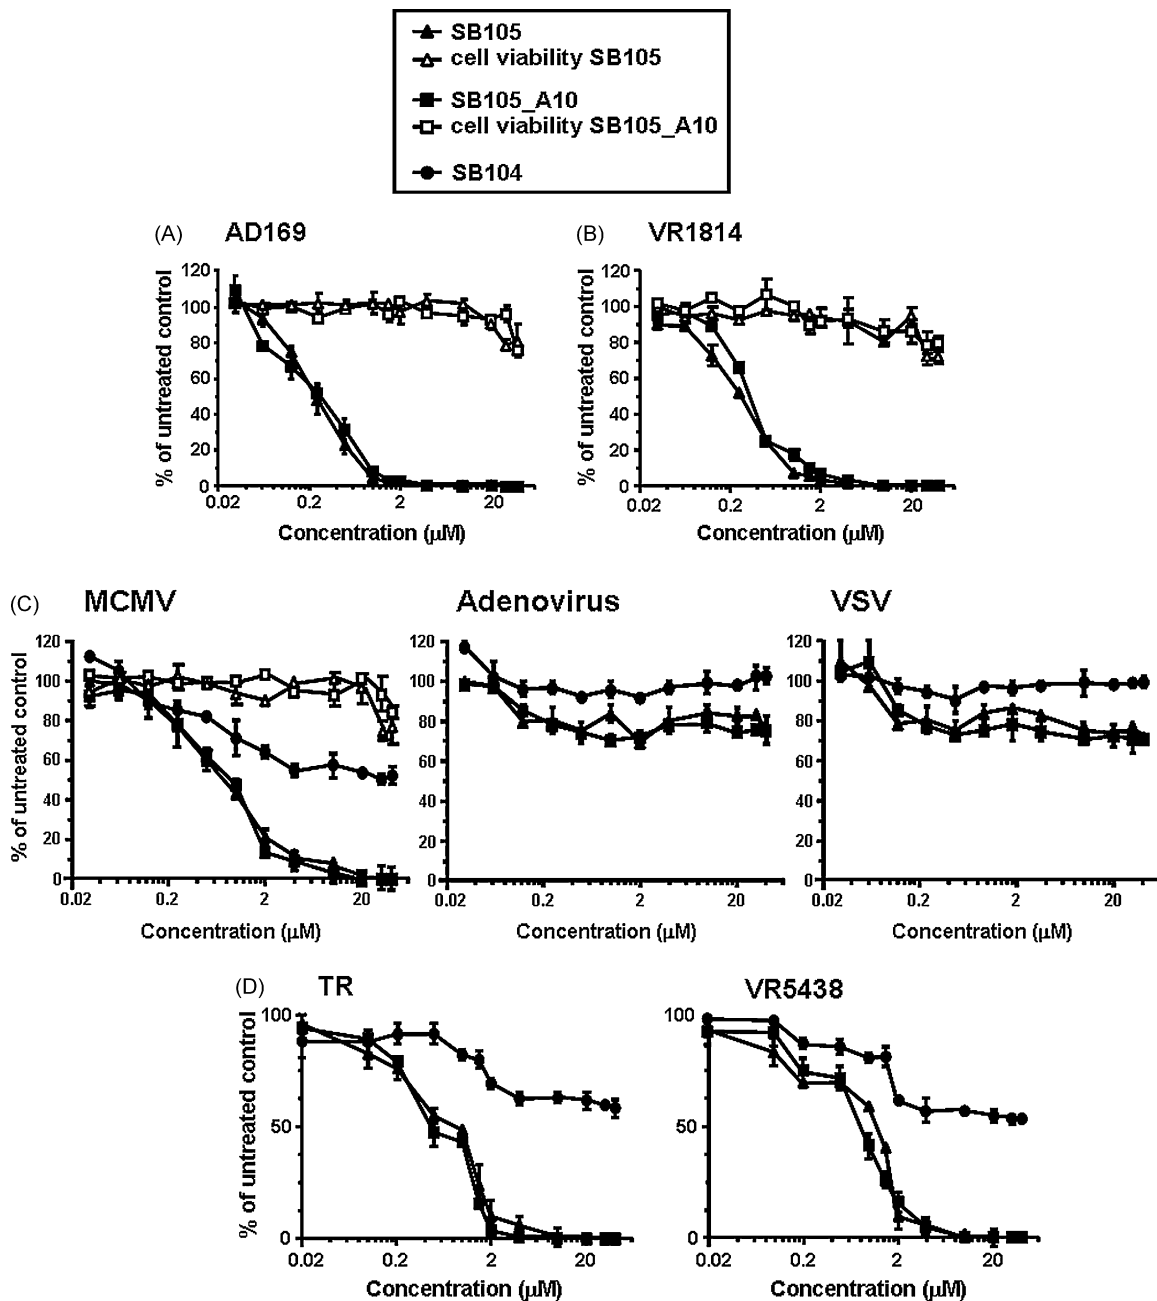 SB105
cell viability SB105
SB105_A10
cell viability SB105_A10
SB104
(A) AD169
% of untreated control
120
100
80
60
40
20
0
0.02 0.2 2 20
Concentration (μM)
(B) VR1814
% of untreated control
120
100
80
60
40
20
0
0.02 0.2 2 20
Concentration (μM)
(C) MCMV
% of untreated control
120
100
80
60
40
20
0
0.02 0.2 2 20
Concentration (μM)
Adenovirus
120
100
80
60
40
20
0
0.02 0.2 2 20
Concentration (μM)
VSV
120
100
80
60
40
20
0
0.02 0.2 2 20
Concentration (μM)
(D) TR
% of untreated control
100
50
0
0.02 0.2 2 20
Concentration (μM)
VR5438
% of untreated control
100
50
0
0.02 0.2 2 20
Concentration (μM)